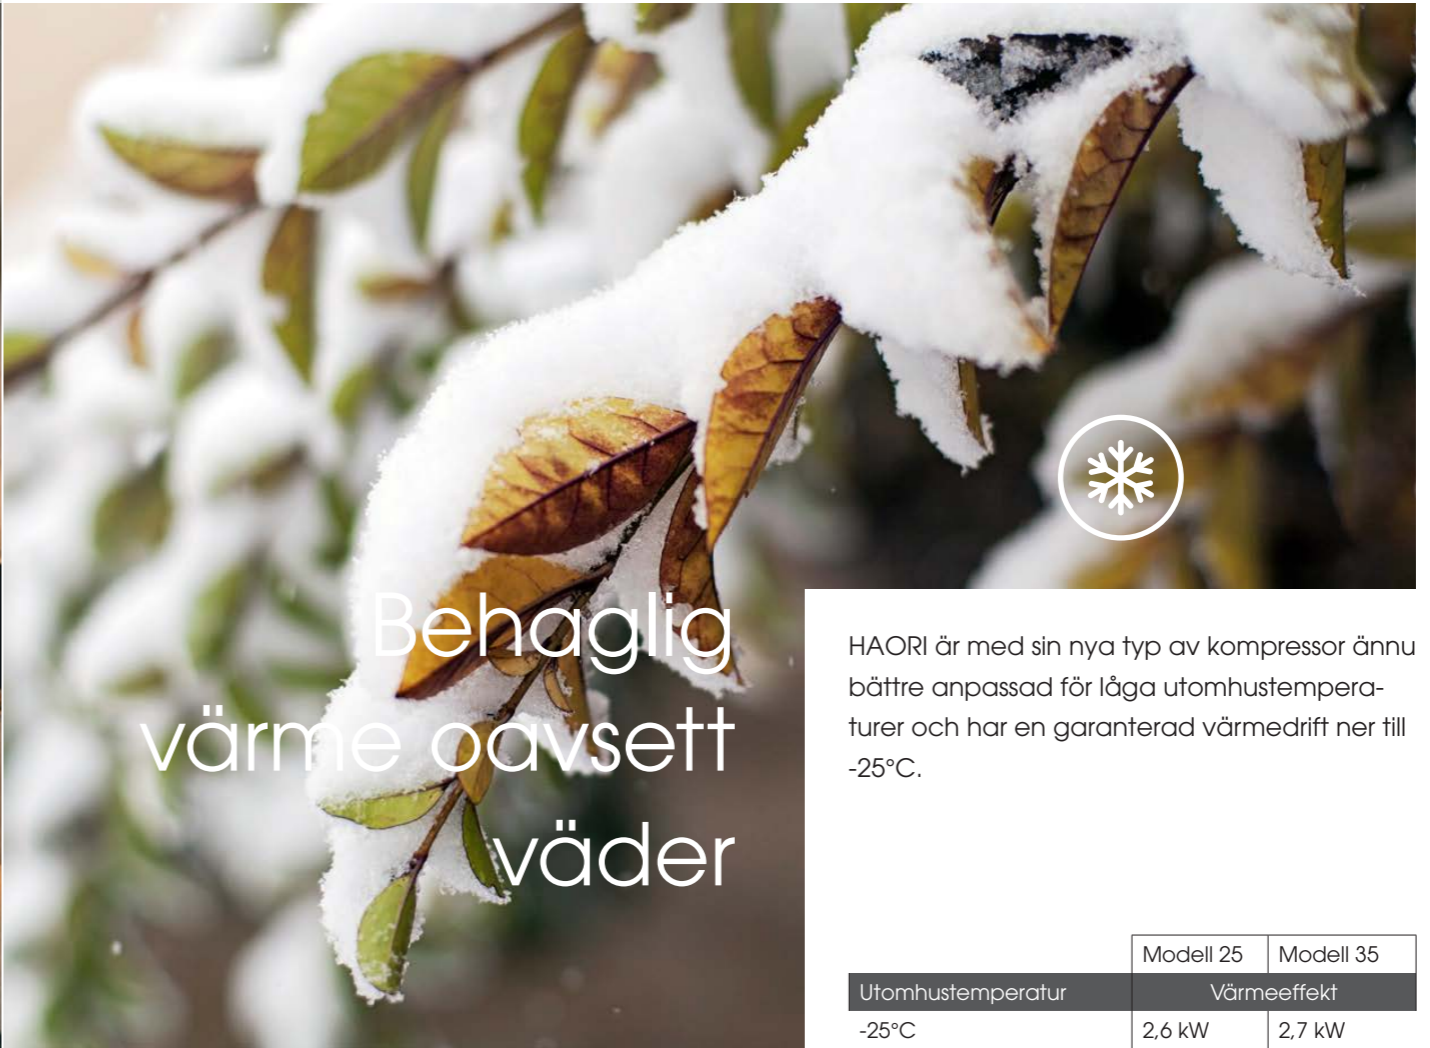 Behaglig
värme oavsett
väder
HAORI är med sin nya typ av kompressor ännu
bättre anpassad för låga utomhustempera-
turer och har en garanterad värmedrift ner till
-25°C.
Modell 25 Modell 35
Utomhustemperatur Värmeeffekt
-25°C 2,6 kW 2,7 kW